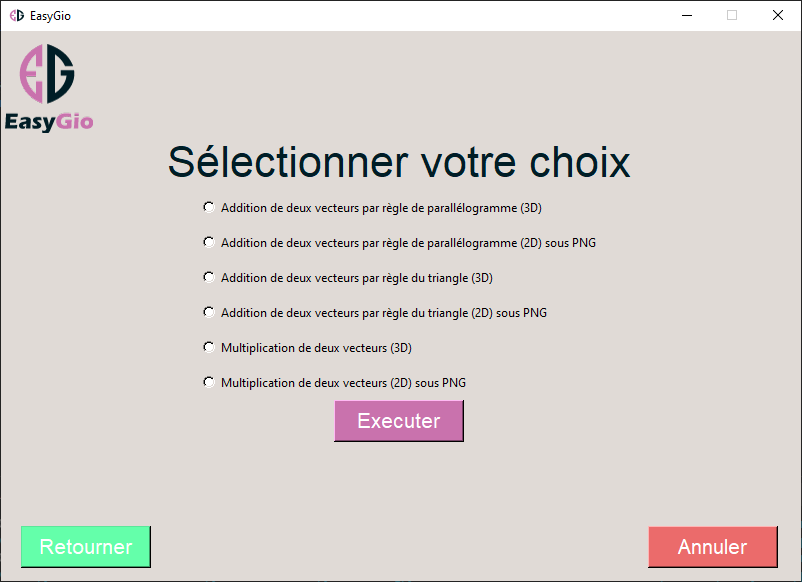 EasyGio
EG
EasyGio
Sélectionner votre choix
Addition de deux vecteurs par règle de parallélogramme (3D)
Addition de deux vecteurs par règle de parallélogramme (2D) sous PNG
Addition de deux vecteurs par règle du triangle (3D)
Addition de deux vecteurs par règle du triangle (2D) sous PNG
Multiplication de deux vecteurs (3D)
Multiplication de deux vecteurs (2D) sous PNG
Executer
Retourner
Annuler